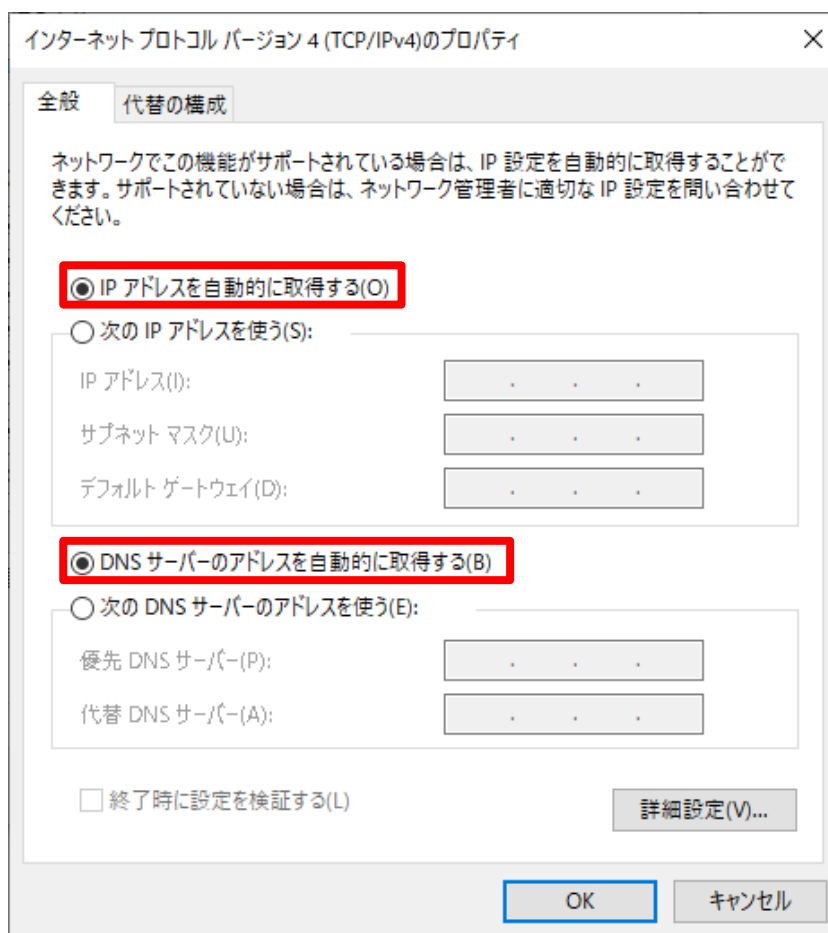 インターネット プロトコル バージョン 4 (TCP/IPv4)のプロパティ
全般
代替の構成
ネットワークでこの機能がサポートされている場合は、IP 設定を自動的に取得することがで
きます。サポートされていない場合は、ネットワーク管理者に適切な IP 設定を問い合わせて
ください。
IP アドレスを自動的に取得する(O)
次の IP アドレスを使う(S):
IP アドレス(I):
サブネット マスク(U):
デフォルト ゲートウェイ(D):
DNS サーバーのアドレスを自動的に取得する(B)
次の DNS サーバーのアドレスを使う(E):
優先 DNS サーバー(P):
代替 DNS サーバー(A):
終了時に設定を検証する(L)
詳細設定(V)...
OK
キャンセル